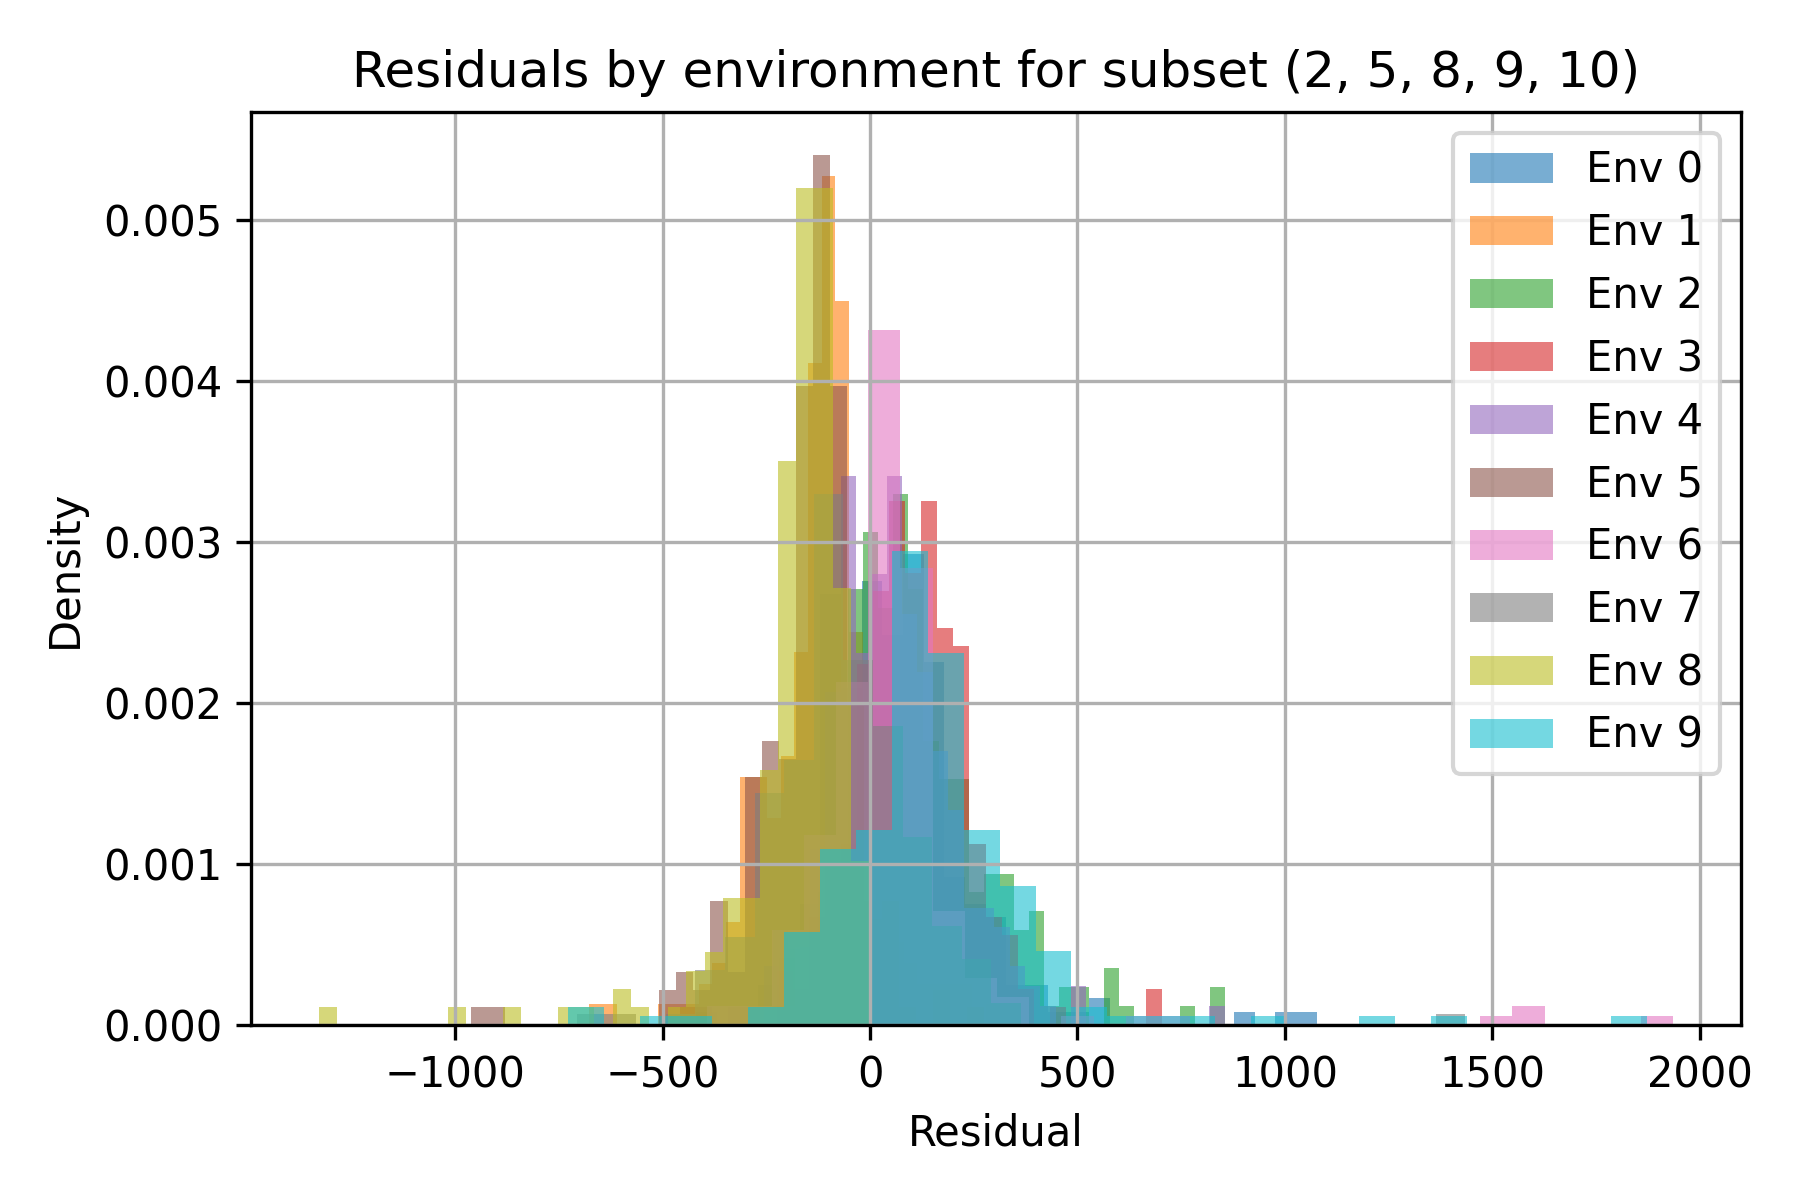 Residuals by environment for subset (2, 5, 8, 9, 10)
Env 0
Env 1
Env 2
Env 3
Env 4
Env 5
Env 6
Env 7
Env 8
Env 9
0.005
0.004
0.003
0.002
0.001
0.000
Density
−1000
−500
0
500
1000
1500
2000
Residual